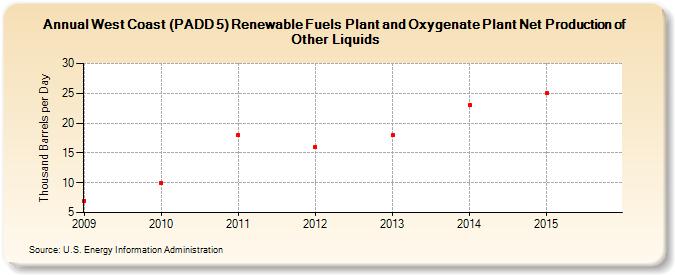 Annual West Coast (PADD 5) Renewable Fuels Plant and Oxygenate Plant Net Production of
Other Liquids
Thousand Barrels per Day
30
25
20
15
10
5
2009 2010 2011 2012 2013 2014 2015
Source: U.S. Energy Information Administration